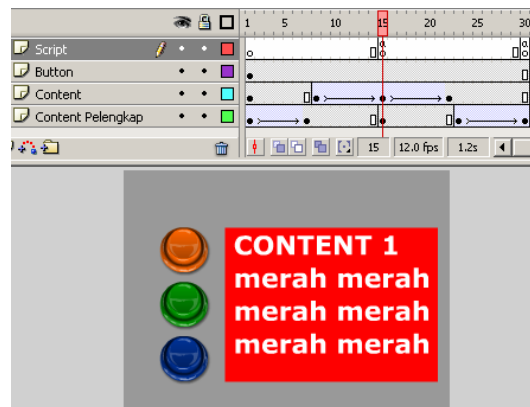 1 5 10 15 20 25 30
Script
Button
Content
Content Pelengkap
15 12.0 fps 1.2s
CONTENT 1
merah merah
merah merah
merah merah